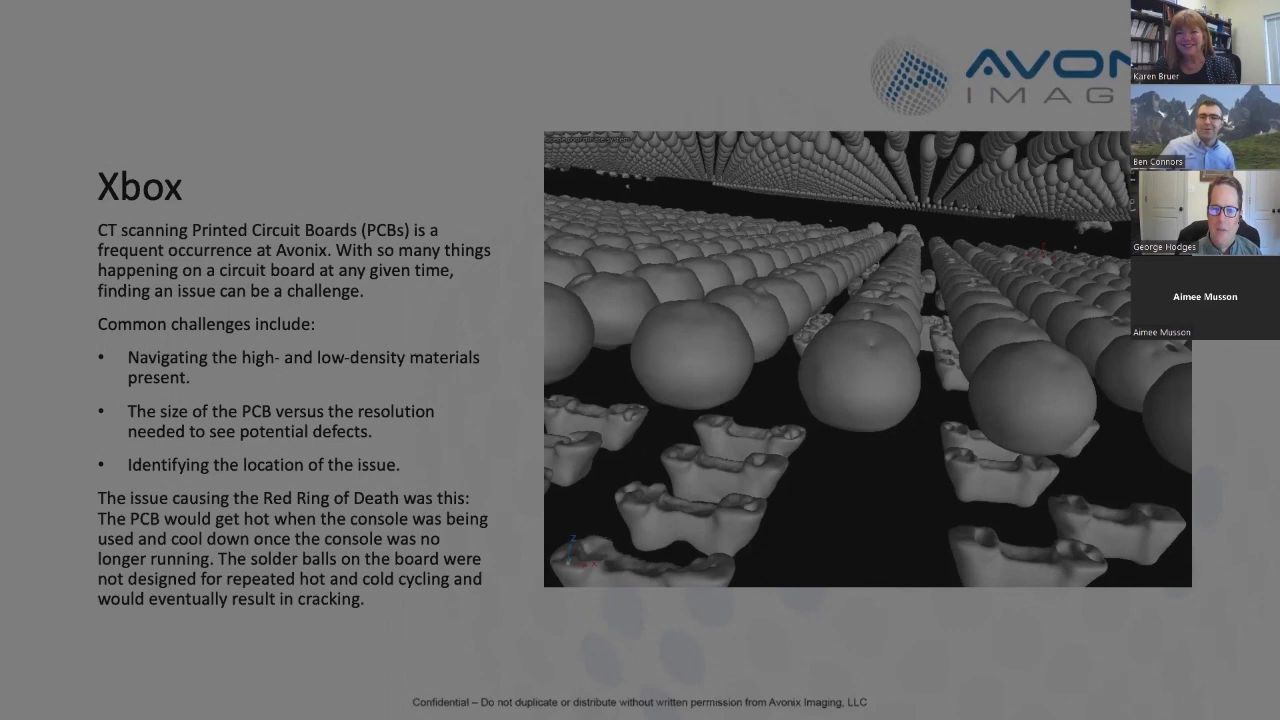 AVON
IMAG
Xbox
CT scanning Printed Circuit Boards (PCBs) is a
frequent occurrence at Avonix. With so many things
happening on a circuit board at any given time,
finding an issue can be a challenge.
Common challenges include:
• Navigating the high- and low-density materials
present.
• The size of the PCB versus the resolution
needed to see potential defects.
• Identifying the location of the issue.
The issue causing the Red Ring of Death was this:
The PCB would get hot when the console was being
used and cool down once the console was no
longer running. The solder balls on the board were
not designed for repeated hot and cold cycling and
would eventually result in cracking.
Z
X
Karen Bruer
Ben Connors
George Hodges
Aimee Musson
Aimee Musson
Confidential – Do not duplicate or distribute without written permission from Avonix Imaging, LLC